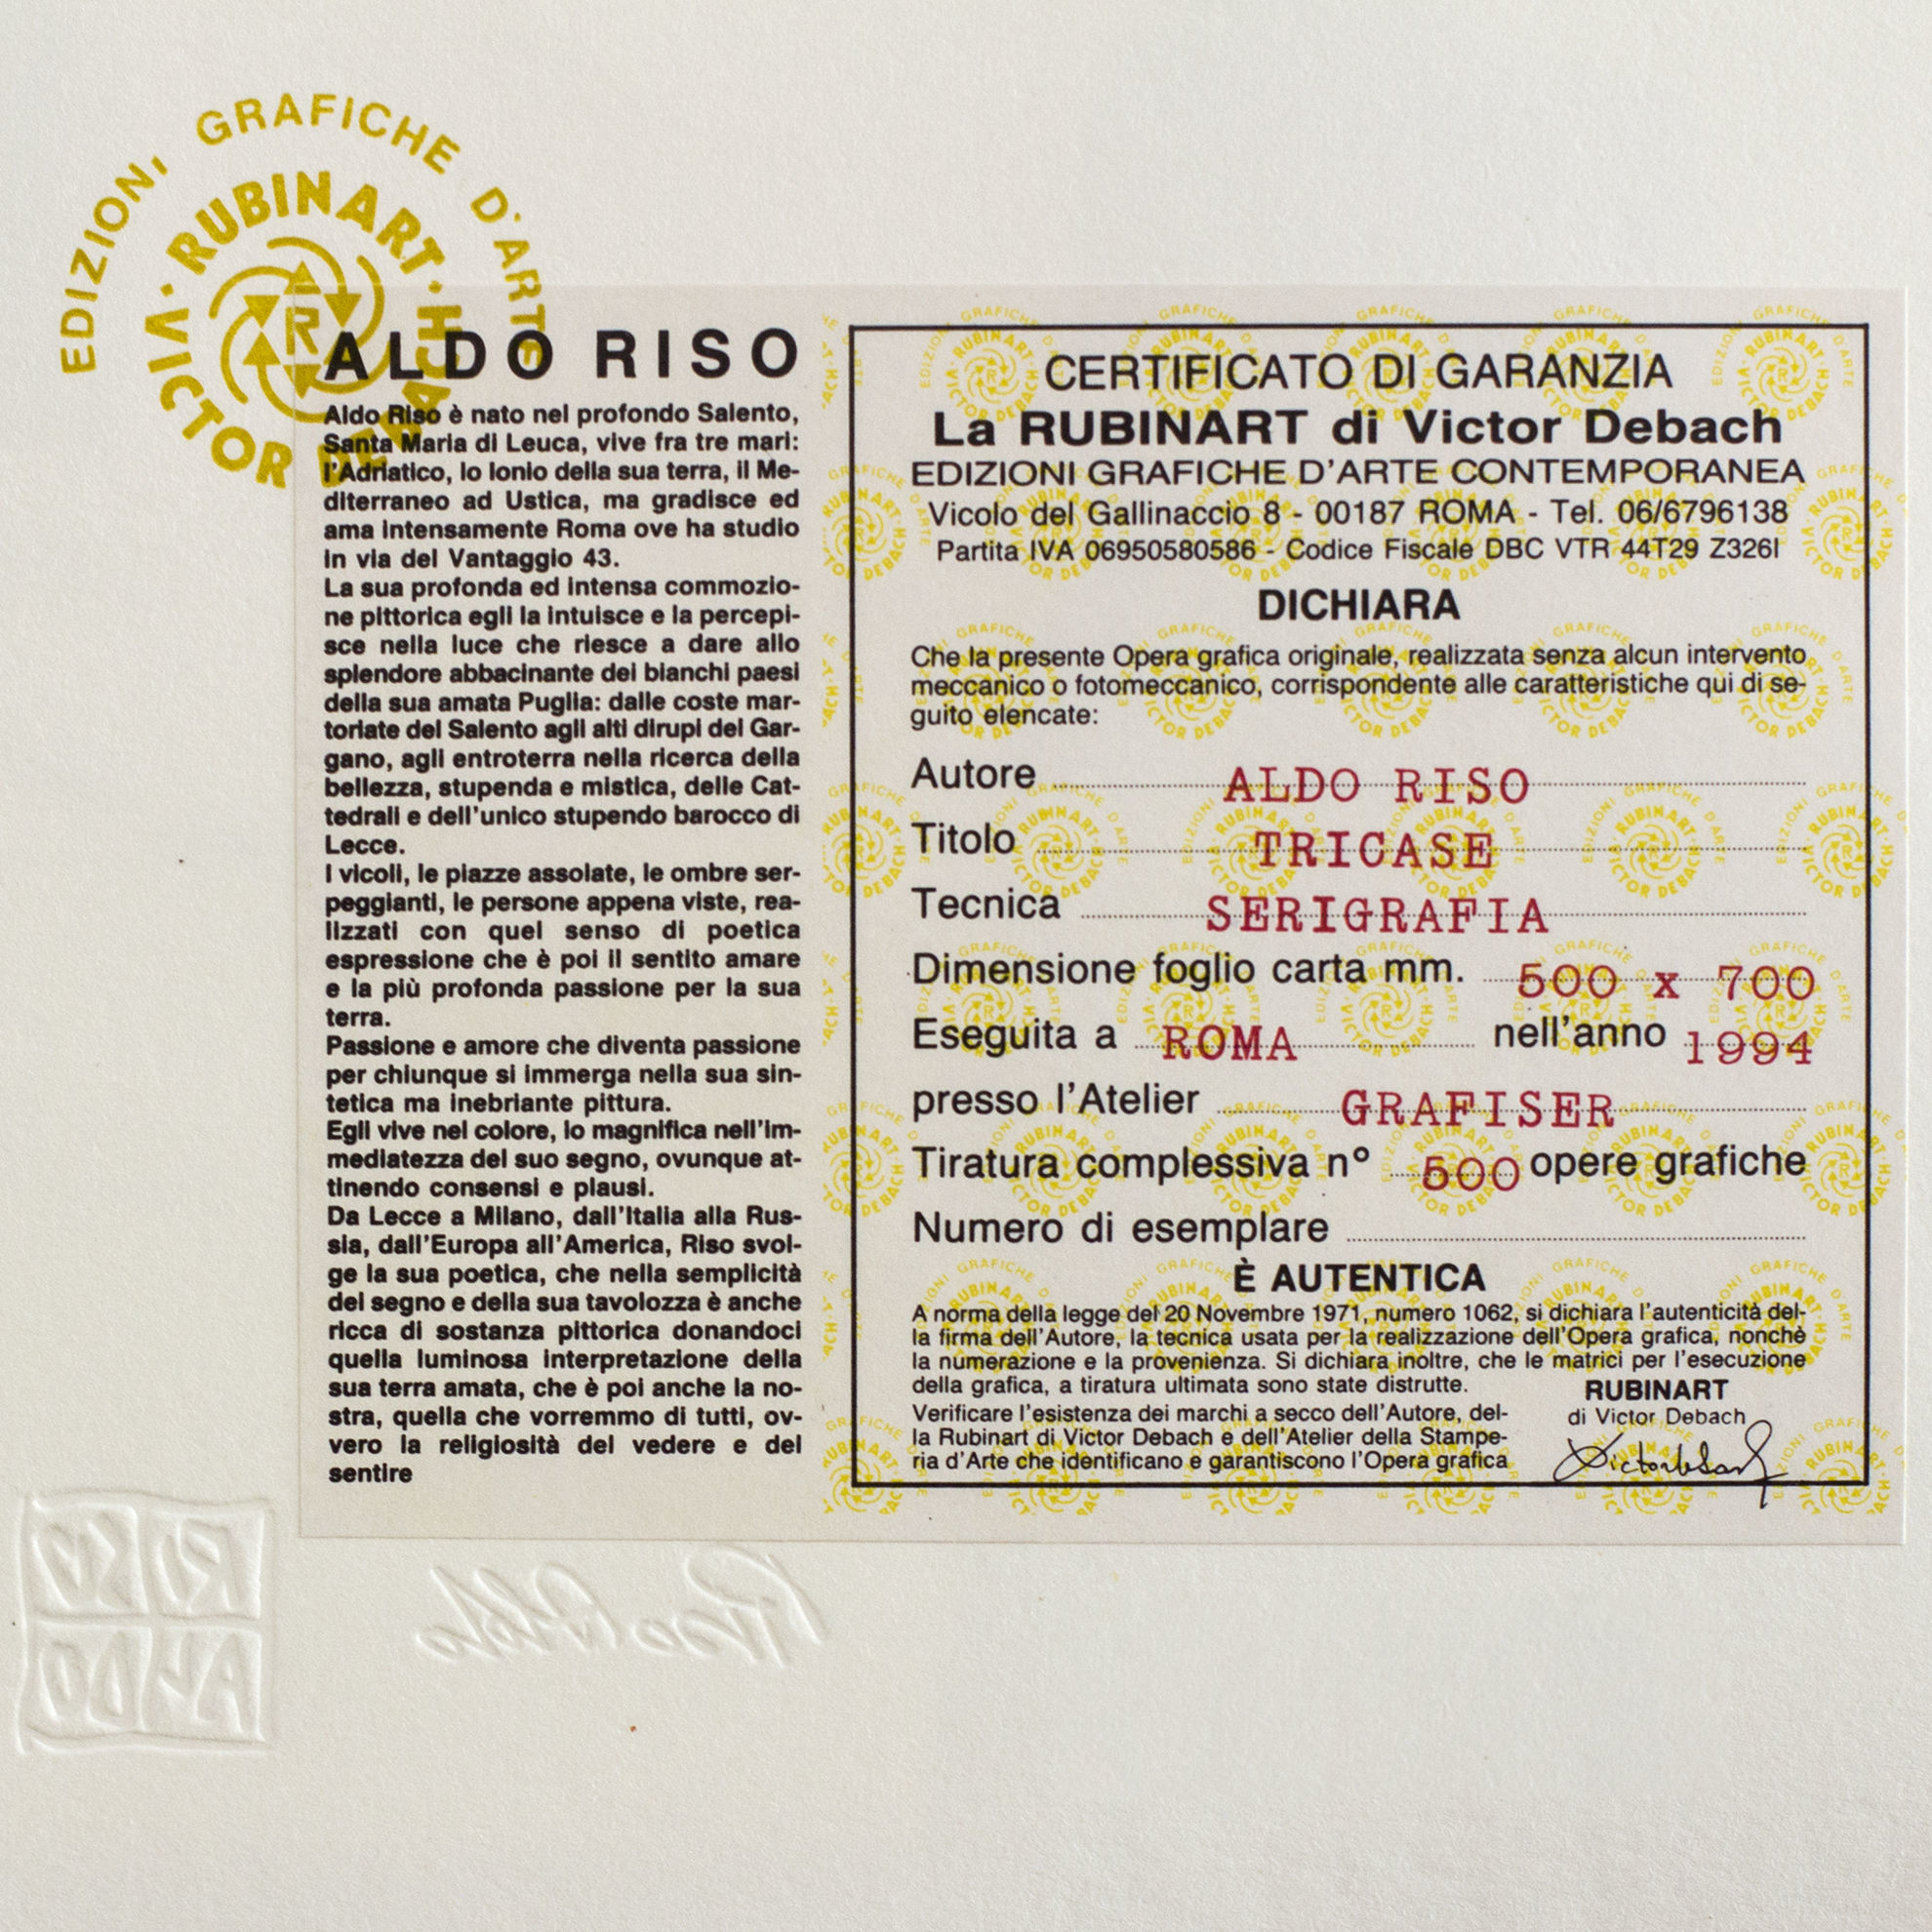 EDIZIONI GRAFICHE D'ARTE
RUBINART
VICTOR DEBACH
R
ALDO RISO
Aldo Riso è nato nel profondo Salento,
Santa Maria di Leuca, vive fra tre mari:
l'Adriatico, lo Ionio della sua terra, il Me-
diterraneo ad Ustica, ma gradisce ed
ama intensamente Roma ove ha studio
in via del Vantaggio 43.
La sua profonda ed intensa commozio-
ne pittorica egli la intuisce e la percepi-
sce nella luce che riesce a dare allo
splendore abbacinante dei bianchi paesi
della sua amata Puglia: dalle coste mar-
toriate del Salento agli alti dirupi del Gar-
gano, agli entroterra nella ricerca della
bellezza, stupenda e mistica, delle Cat-
tedrali e dell'unico stupendo barocco di
Lecce.
I vicoli, le piazze assolate, le ombre ser-
peggianti, le persone appena viste, rea-
lizzati con quel senso di poetica
espressione che è poi il sentito amare
e la più profonda passione per la sua
terra.
Passione e amore che diventa passione
per chiunque si immerga nella sua sin-
tetica ma inebriante pittura.
Egli vive nel colore, lo magnifica nell'im-
mediatezza del suo segno, ovunque at-
tinendo consensi e plausi.
Da Lecce a Milano, dall'Italia alla Rus-
sia, dall'Europa all'America, Riso svol-
ge la sua poetica, che nella semplicità
del segno e della sua tavolozza è anche
ricca di sostanza pittorica donandoci
quella luminosa interpretazione della
sua terra amata, che è poi anche la no-
stra, quella che vorremmo di tutti, ov-
vero la religiosità del vedere e del
sentire
CERTIFICATO DI GARANZIA
La RUBINART di Victor Debach
EDIZIONI GRAFICHE D'ARTE CONTEMPORANEA
Vicolo del Gallinaccio 8 - 00187 ROMA - Tel. 06/6796138
Partita IVA 06950580586 - Codice Fiscale DBC VTR 44T29 Z326I
DICHIARA
Che la presente Opera grafica originale, realizzata senza alcun intervento
meccanico o fotomeccanico, corrispondente alle caratteristiche qui di se-
guito elencate:
Autore ALDO RISO
Titolo TRICASE
Tecnica SERIGRAFIA
Dimensione foglio carta mm. 500 x 700
Eseguita a ROMA nell'anno 1994
presso l'Atelier GRAFISER
Tiratura complessiva n° 500 opere grafiche
Numero di esemplare
È AUTENTICA
A norma della legge del 20 Novembre 1971, numero 1062, si dichiara l'autenticità del-
la firma dell'Autore, la tecnica usata per la realizzazione dell'Opera grafica, nonchè
la numerazione e la provenienza. Si dichiara inoltre, che le matrici per l'esecuzione
della grafica, a tiratura ultimata sono state distrutte.
Verificare l'esistenza dei marchi a secco dell'Autore, del-
la Rubinart di Victor Debach e dell'Atelier della Stampe-
ria d'Arte che identificano e garantiscono l'Opera grafica
RUBINART
di Victor Debach
RISO
ALDO
Riso Aldo